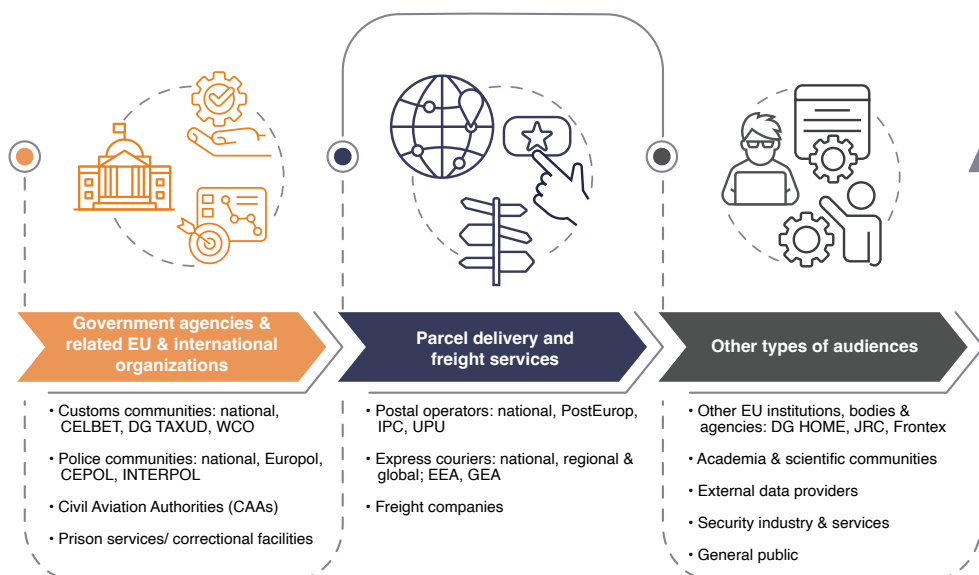 Government agencies &
related EU & international
organizations
• Customs communities: national,
CELBET, DG TAXUD, WCO
• Police communities: national, Europol,
CEPOL, INTERPOL
• Civil Aviation Authorities (CAAs)
• Prison services/ correctional facilities
Parcel delivery and
freight services
• Postal operators: national, PostEurop,
IPC, UPU
• Express couriers: national, regional &
global; EEA, GEA
• Freight companies
Other types of audiences
• Other EU institutions, bodies &
agencies: DG HOME, JRC, Frontex
• Academia & scientific communities
• External data providers
• Security industry & services
• General public